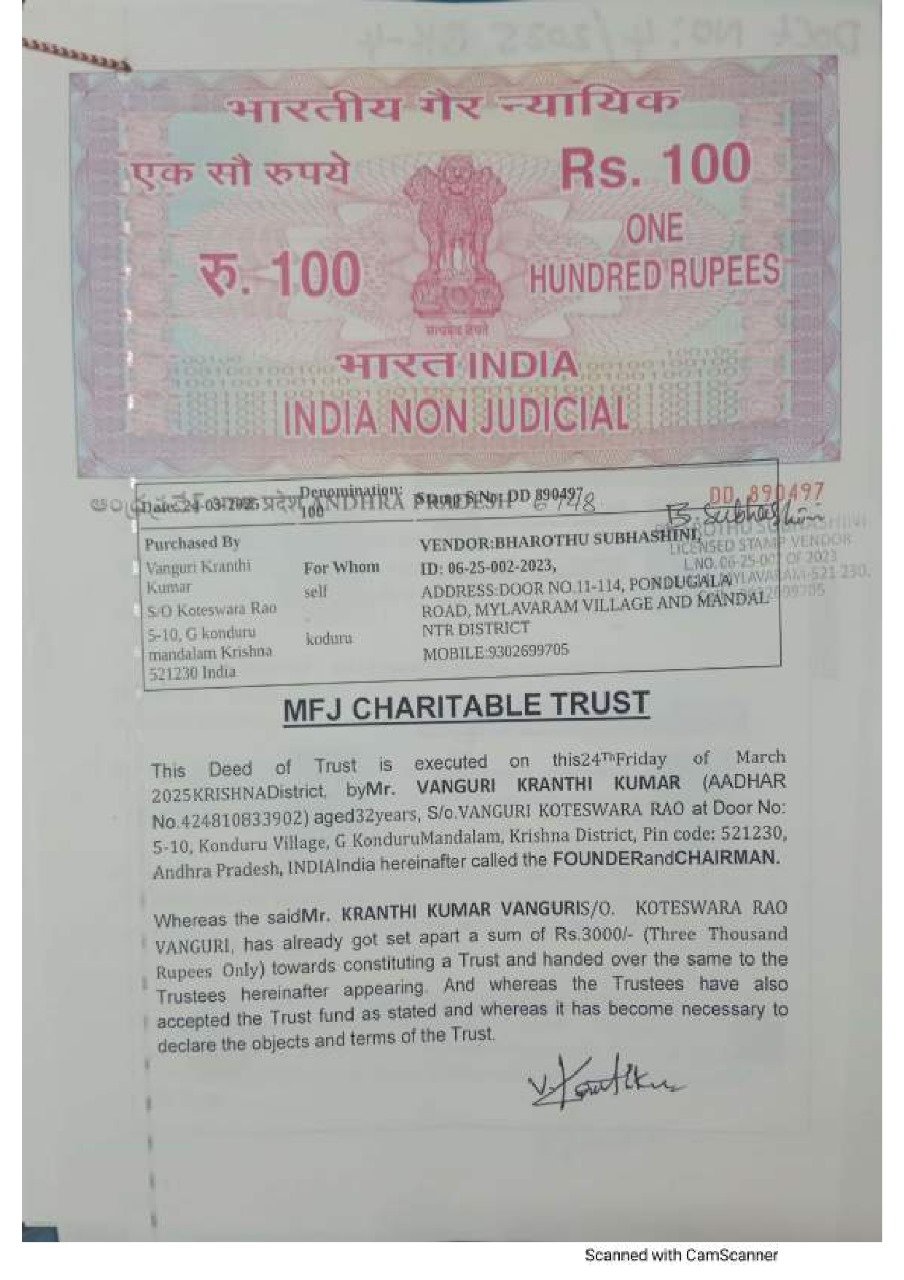 भारतीय गैर न्यायिक
एक सौ रुपये
Rs. 100
रु. 100
ONE
HUNDRED RUPEES
सत्यमेव जयते
भारत INDIA
INDIA NON JUDICIAL
ANDHRA PRADESH
DD 890497
Date: 24-03-2025
Denomination:
100
Stamp S.No: DD 890497
B. Subhashini
LICENSED STAMP VENDOR
Purchased By
Vanguri Kranthi
Kumar
S/O Koteswara Rao
5-10, G konduru
mandalam Krishna
521230 India
For Whom
self
koduru
VENDOR:BHAROTHU SUBHASHINI,
ID: 06-25-002-2023,
ADDRESS:DOOR NO.11-114, PONDUGALA
ROAD, MYLAVARAM VILLAGE AND MANDAL
NTR DISTRICT
MOBILE:9302699705
MFJ CHARITABLE TRUST
This Deed of Trust is executed on this24ThFriday of March
2025KRISHNADistrict, byMr. VANGURI KRANTHI KUMAR (AADHAR
No.424810833902) aged32years, S/o.VANGURI KOTESWARA RAO at Door No:
5-10, Konduru Village, G KonduruMandalam, Krishna District, Pin code: 521230,
Andhra Pradesh, INDIAIndia hereinafter called the FOUNDERandCHAIRMAN.
Whereas the saidMr. KRANTHI KUMAR VANGURIS/O. KOTESWARA RAO
VANGURI, has already got set apart a sum of Rs.3000/- (Three Thousand
Rupees Only) towards constituting a Trust and handed over the same to the
Trustees hereinafter appearing. And whereas the Trustees have also
accepted the Trust fund as stated and whereas it has become necessary to
declare the objects and terms of the Trust.
Scanned with CamScanner